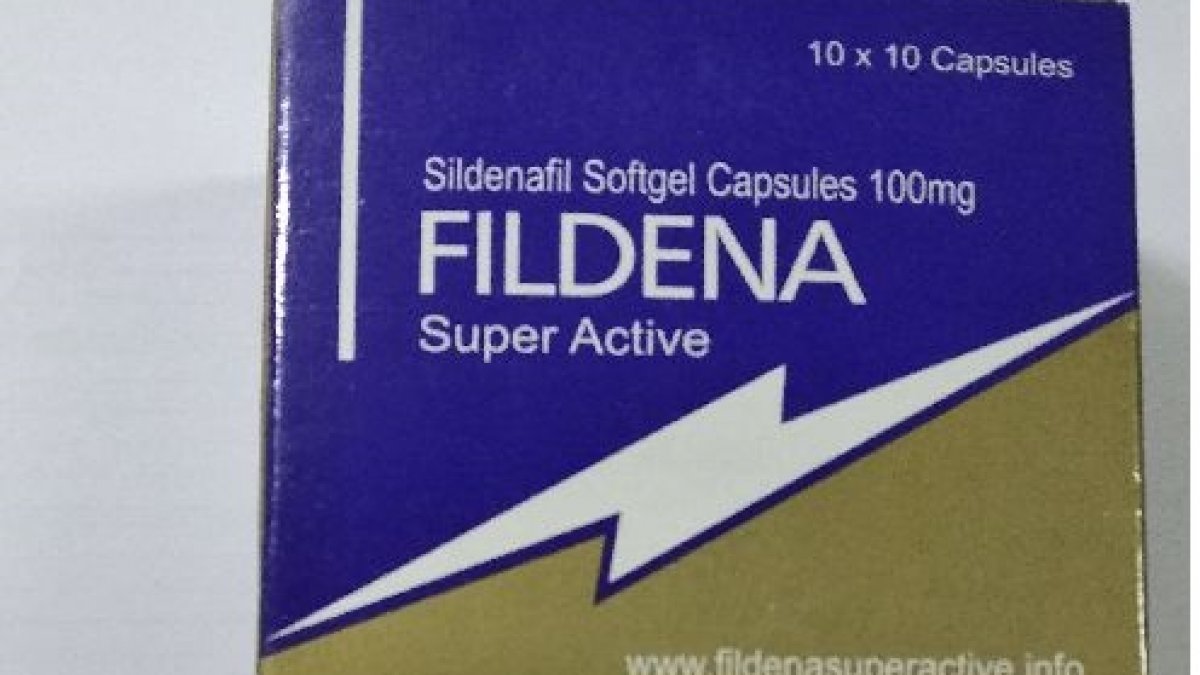 10 x 10 Capsules
Sildenafil Softgel Capsules 100mg
FILDENA
Super Active
www.fildenasuperactive.info